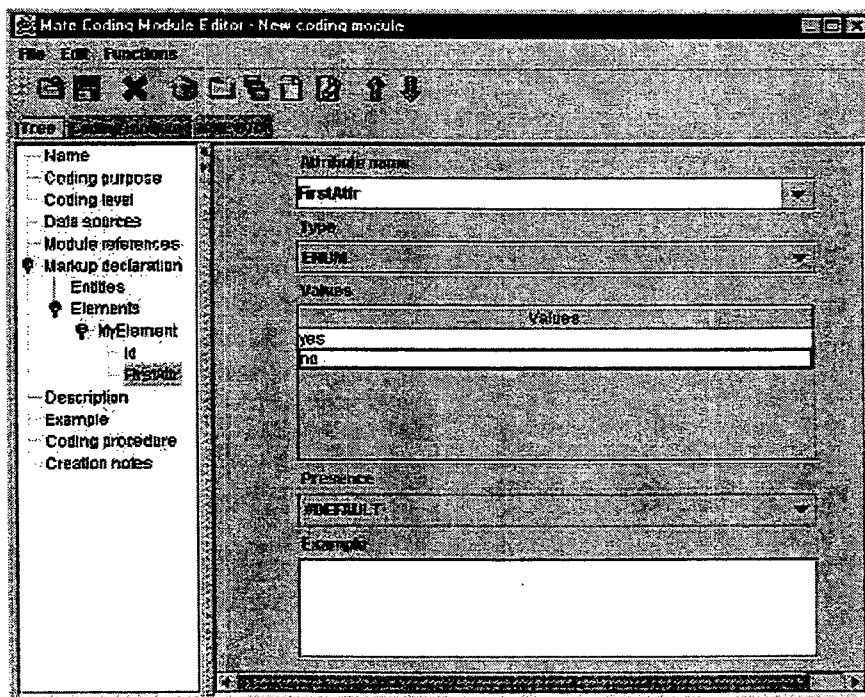 Mate Coding Module Editor - New coding module
File Edit Functions
Tree
Name
Coding purpose
Coding level
Data sources
Module references
Markup declaration
Entities
Elements
MyElement
Id
FirstAttr
Description
Example
Coding procedure
Creation notes
Attribute name
FirstAttr
Type
ENUM
Values
Values
yes
no
Presence
#DEFAULT
Example